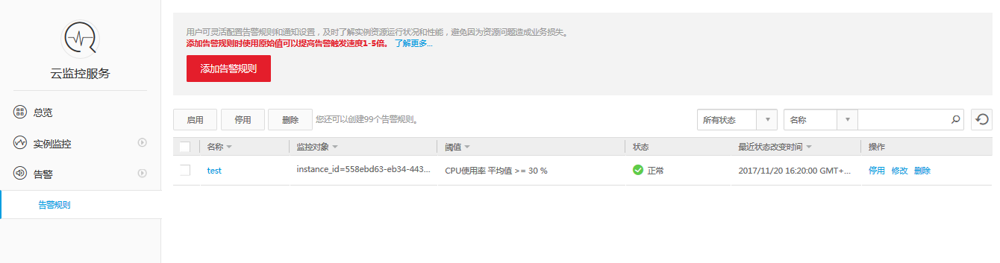 云监控服务
总览
实例监控
告警
告警规则
用户可灵活配置告警规则和通知设置，及时了解实例资源运行状况和性能，避免因为资源问题造成业务损失。
添加告警规则时使用原始值可以提高告警触发速度1-5倍。 了解更多...
添加告警规则
启用 停用 删除 您还可以创建99个告警规则。 所有状态 名称
名称 监控对象 阈值 状态 最近状态改变时间 操作
test instance_id=558ebd63-eb34-443... CPU使用率 平均值 >= 30 % 正常 2017/11/20 16:20:00 GMT+... 停用 修改 删除